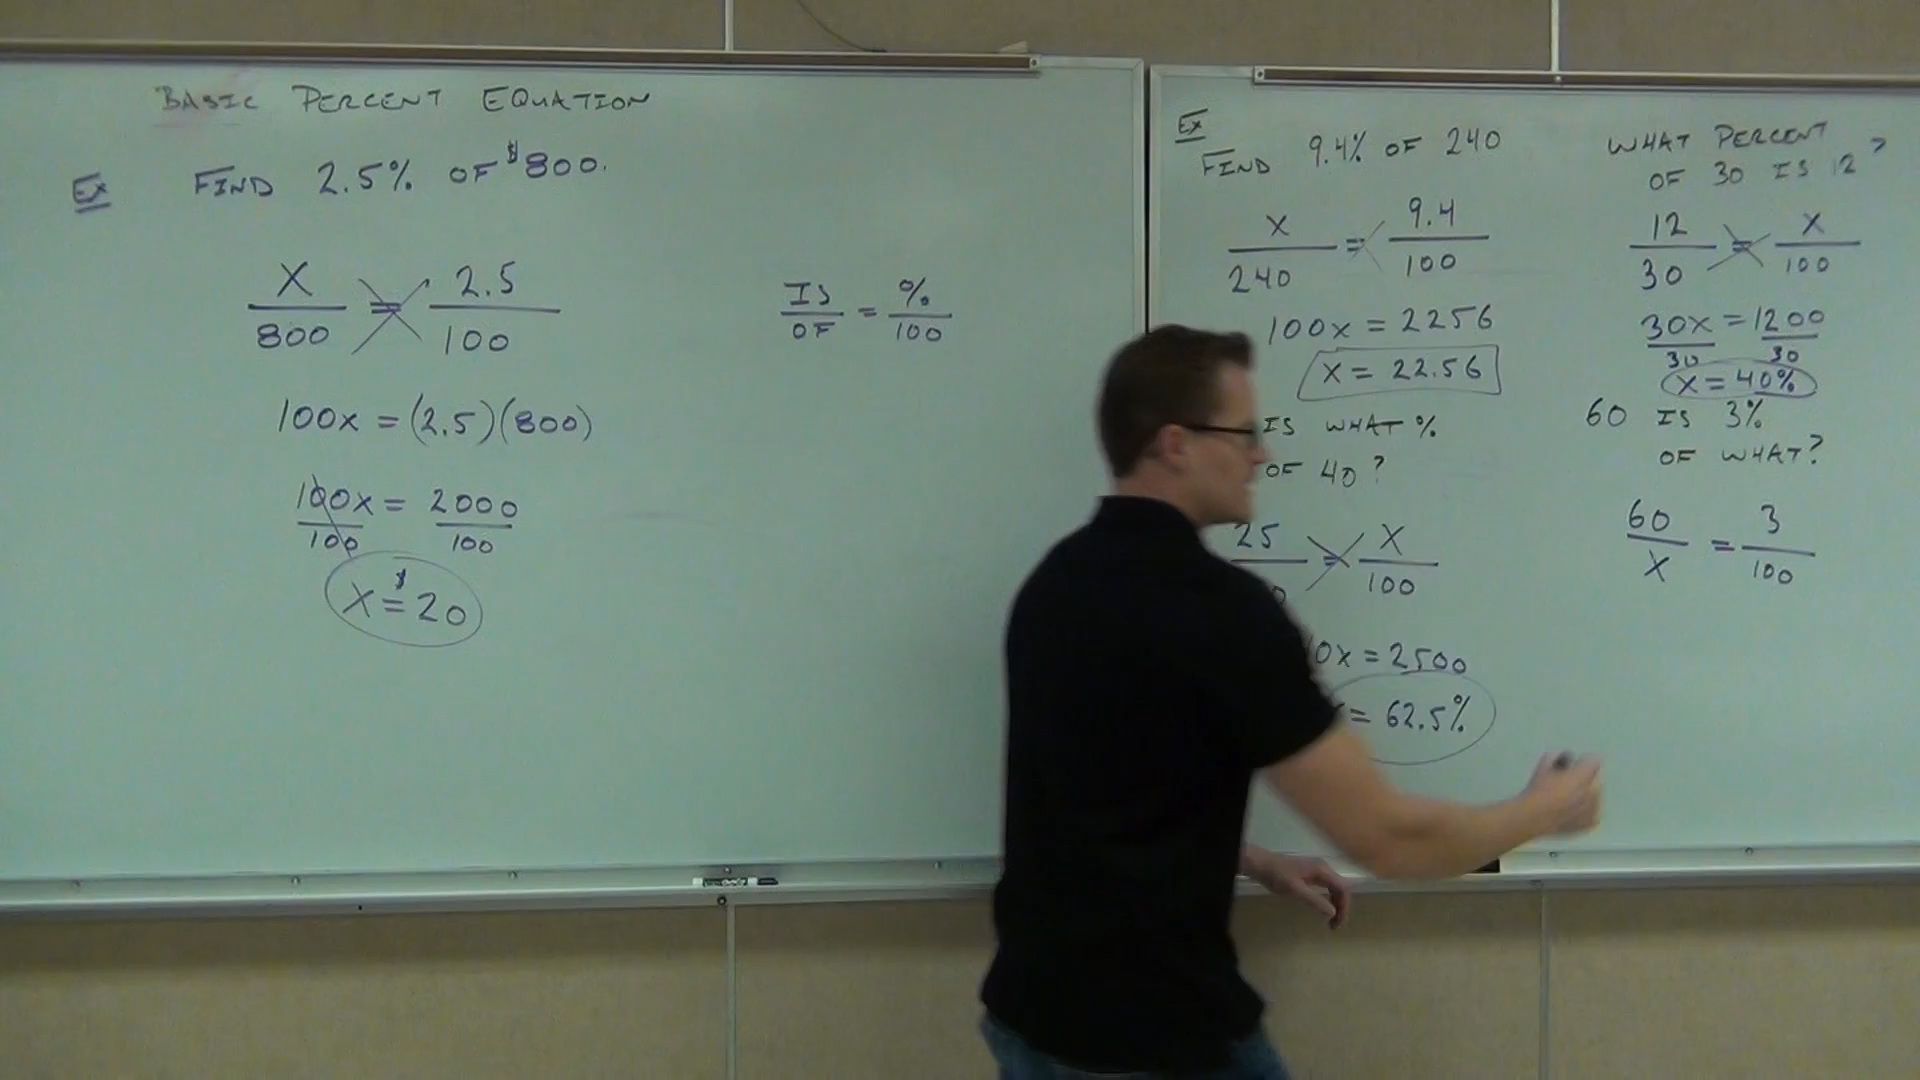 BASIC PERCENT EQUATION
Ex FIND 2.5% OF $800.
X/800 = 2.5/100
100x = (2.5)(800)
100x/100 = 2000/100
X = $20
IS/OF = %/100
Ex
FIND 9.4% OF 240
X/240 = 9.4/100
100x = 2256
X = 22.56
IS WHAT %
OF 40?
25/ = X/100
0x = 2500
= 62.5%
WHAT PERCENT
OF 30 IS 12?
12/30 = X/100
30x/30 = 1200/30
X = 40%
60 IS 3%
OF WHAT?
60/X = 3/100